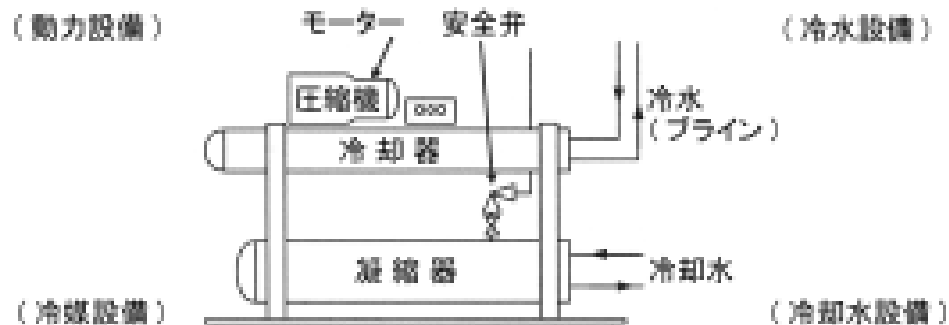 (動力設備)
モーター
安全弁
(冷水設備)
圧縮機
冷水
(ブライン)
冷却器
凝縮器
冷却水
(冷媒設備)
(冷却水設備)